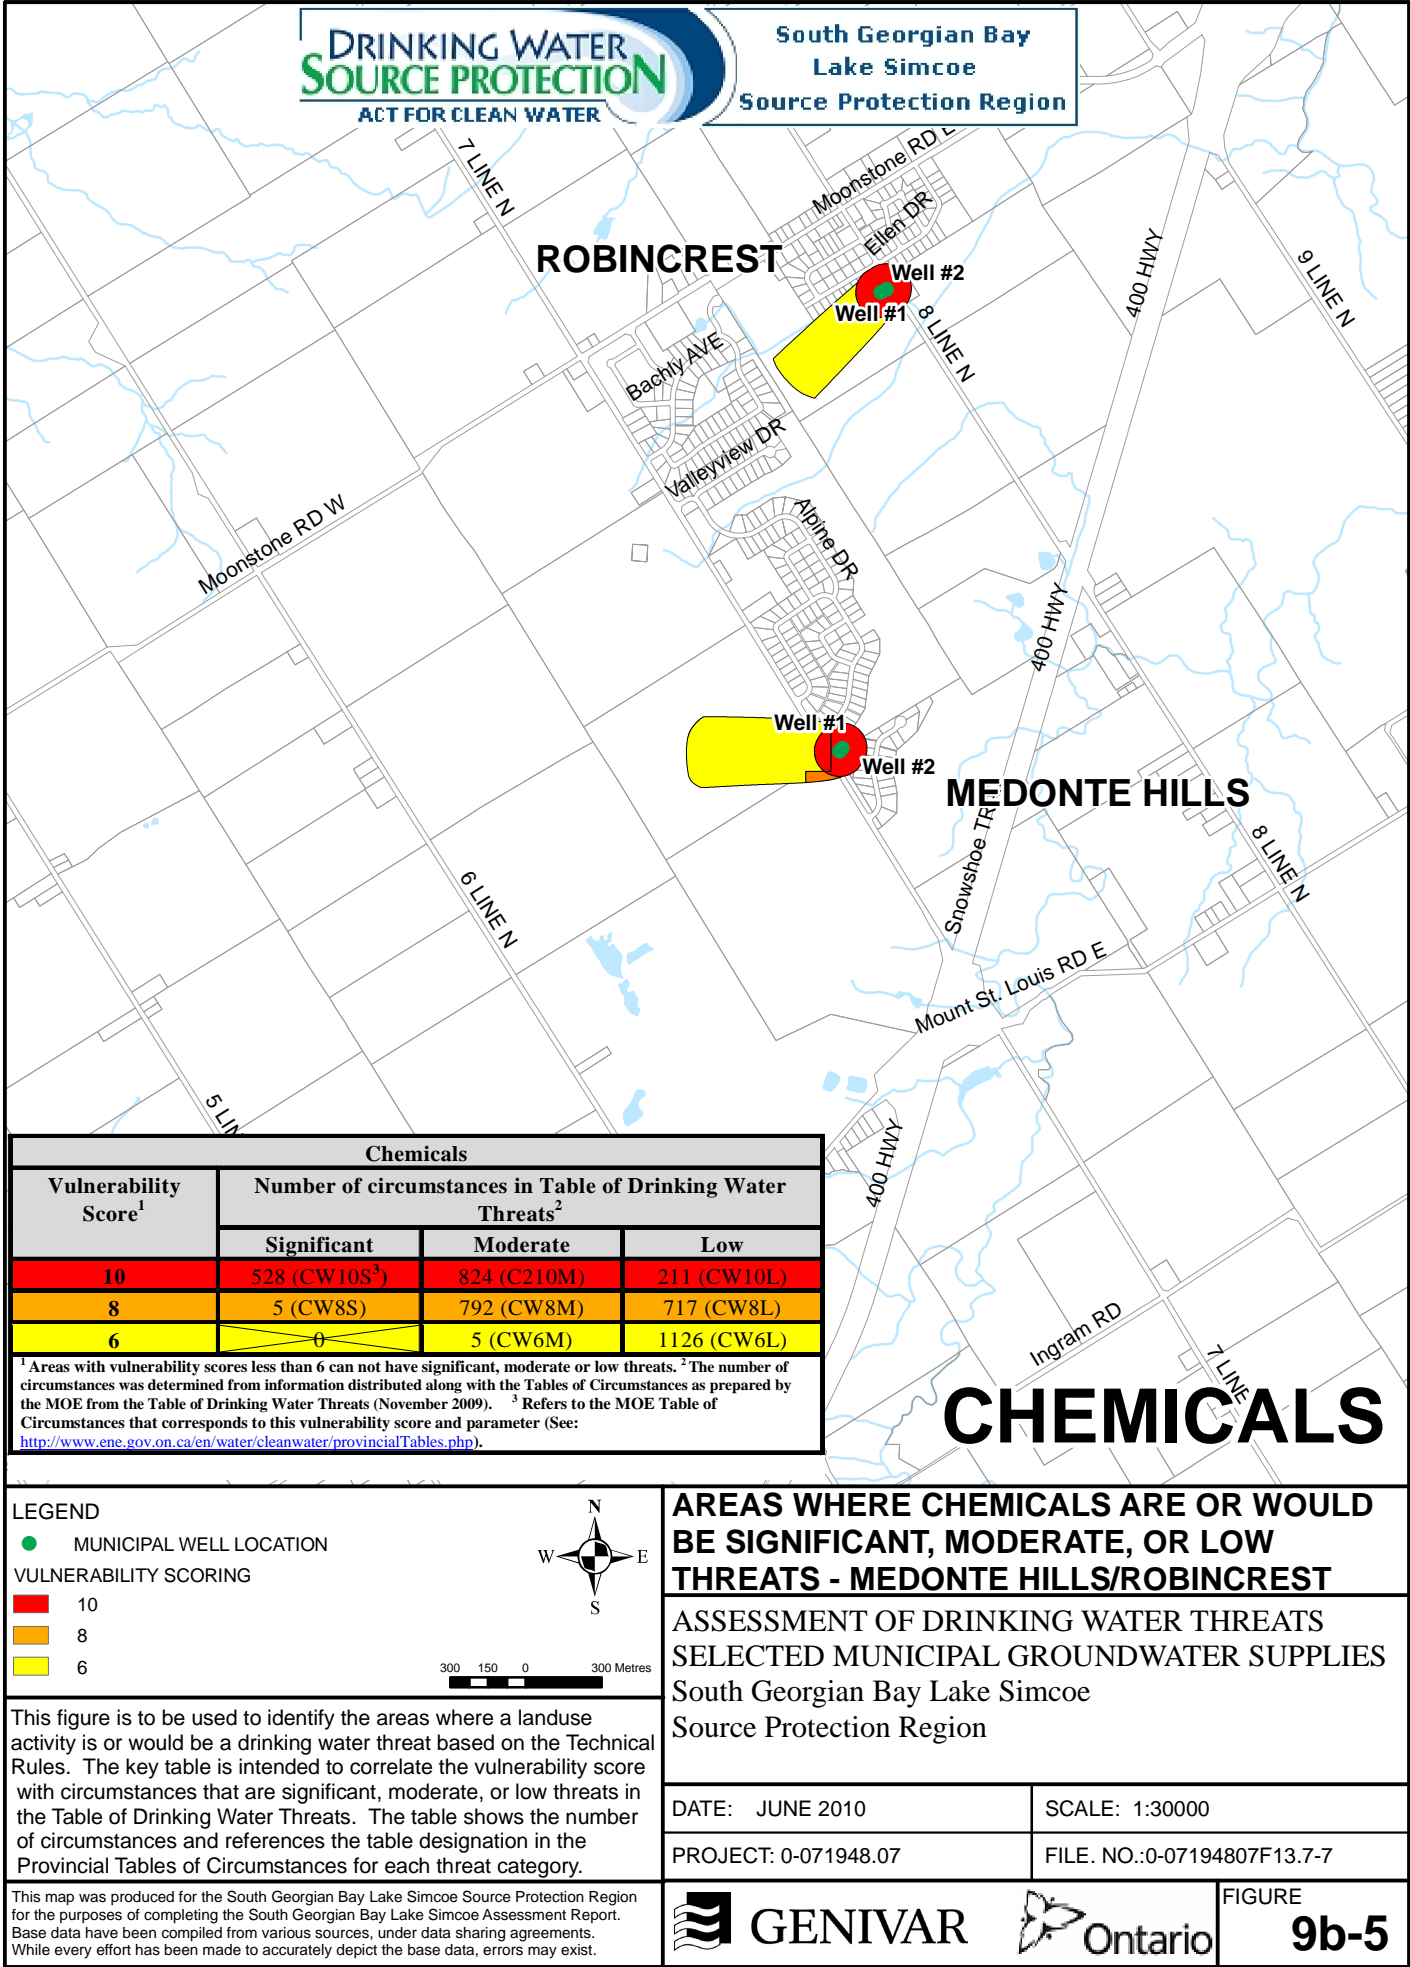 DRINKING WATER
SOURCE PROTECTION
ACT FOR CLEAN WATER
South Georgian Bay
Lake Simcoe
Source Protection Region
7 LINE N
Moonstone RD E
Ellen DR
ROBINCREST
Well #2
Well #1
400 HWY
9 LINE N
8 LINE N
Bachly AVE
Valleyview DR
Alpine DR
Moonstone RD W
400 HWY
Well #1
Well #2
MEDONTE HILLS
Snowshoe TR
8 LINE N
6 LINE N
Mount St. Louis RD E
5 LIN
400 HWY
Ingram RD
7 LINE
CHEMICALS
Chemicals
Vulnerability
Score1
Number of circumstances in Table of Drinking Water
Threats2
Significant Moderate Low
10 528 (CW10S3) 824 (C210M) 211 (CW10L)
8 5 (CW8S) 792 (CW8M) 717 (CW8L)
6 0 5 (CW6M) 1126 (CW6L)
1 Areas with vulnerability scores less than 6 can not have significant, moderate or low threats. 2 The number of
circumstances was determined from information distributed along with the Tables of Circumstances as prepared by
the MOE from the Table of Drinking Water Threats (November 2009). 3 Refers to the MOE Table of
Circumstances that corresponds to this vulnerability score and parameter (See:
http://www.ene.gov.on.ca/en/water/cleanwater/provincialTables.php).
LEGEND
MUNICIPAL WELL LOCATION
VULNERABILITY SCORING
10
8
6
N
W E
S
300 150 0 300 Metres
This figure is to be used to identify the areas where a landuse
activity is or would be a drinking water threat based on the Technical
Rules. The key table is intended to correlate the vulnerability score
with circumstances that are significant, moderate, or low threats in
the Table of Drinking Water Threats. The table shows the number
of circumstances and references the table designation in the
Provincial Tables of Circumstances for each threat category.
This map was produced for the South Georgian Bay Lake Simcoe Source Protection Region
for the purposes of completing the South Georgian Bay Lake Simcoe Assessment Report.
Base data have been compiled from various sources, under data sharing agreements.
While every effort has been made to accurately depict the base data, errors may exist.
AREAS WHERE CHEMICALS ARE OR WOULD
BE SIGNIFICANT, MODERATE, OR LOW
THREATS - MEDONTE HILLS/ROBINCREST
ASSESSMENT OF DRINKING WATER THREATS
SELECTED MUNICIPAL GROUNDWATER SUPPLIES
South Georgian Bay Lake Simcoe
Source Protection Region
DATE: JUNE 2010
SCALE: 1:30000
PROJECT: 0-071948.07
FILE. NO.:0-07194807F13.7-7
GENIVAR
Ontario
FIGURE
9b-5